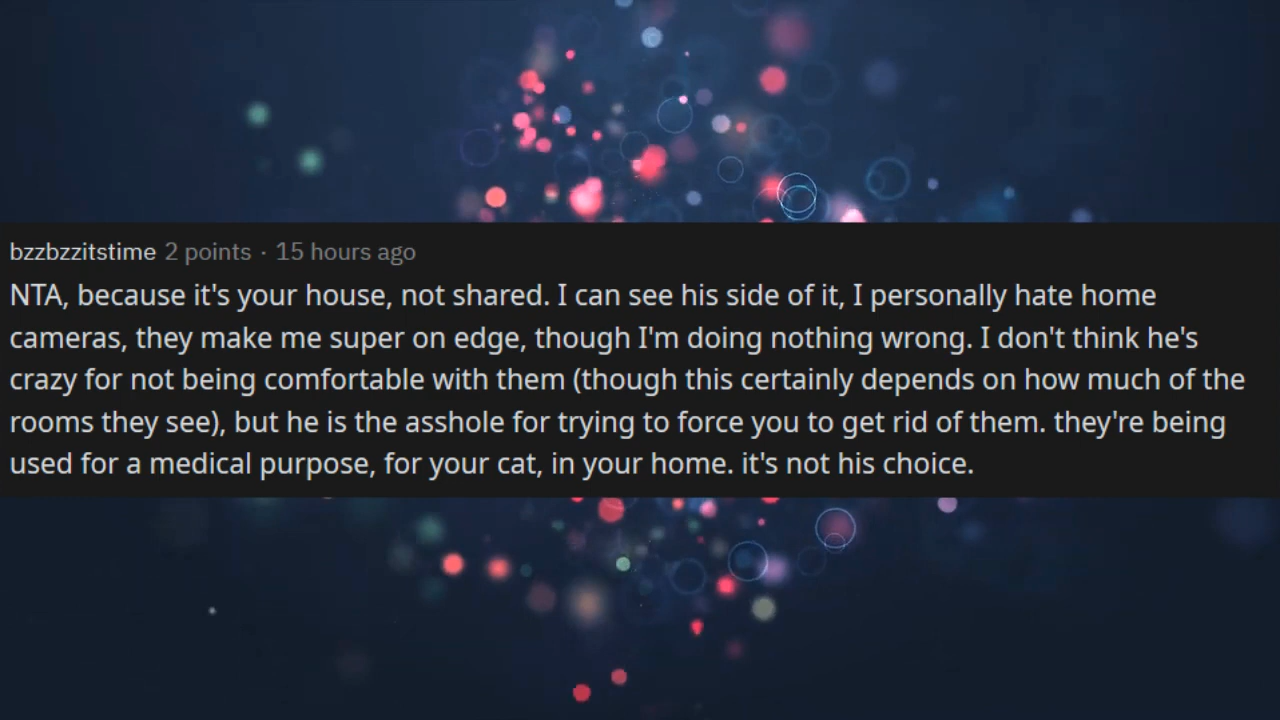 bzzbzzitstime 2 points · 15 hours ago
NTA, because it's your house, not shared. I can see his side of it, I personally hate home
cameras, they make me super on edge, though I'm doing nothing wrong. I don't think he's
crazy for not being comfortable with them (though this certainly depends on how much of the
rooms they see), but he is the asshole for trying to force you to get rid of them. they're being
used for a medical purpose, for your cat, in your home. it's not his choice.